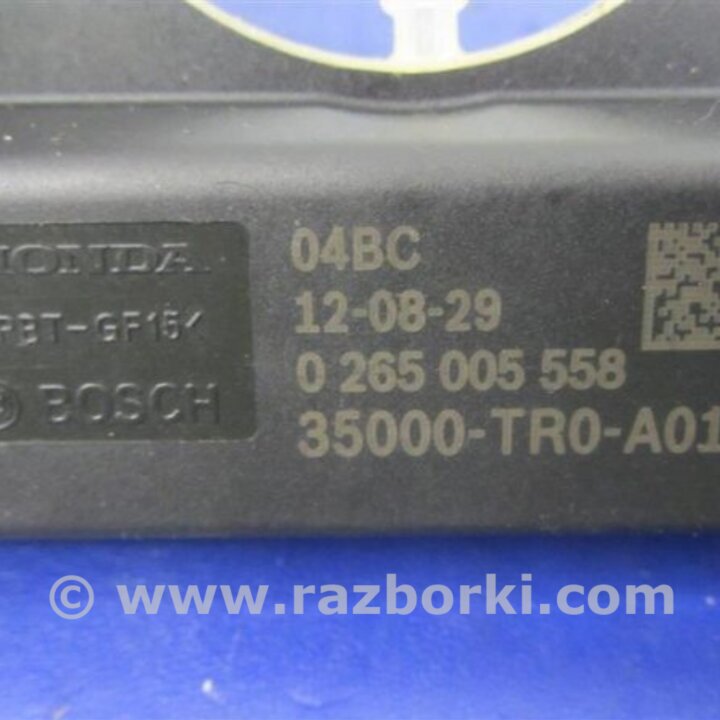 HONDA
PBT-GF15<
BOSCH
04BC
12-08-29
0 265 005 558
35000-TR0-A01
© www.razborki.com